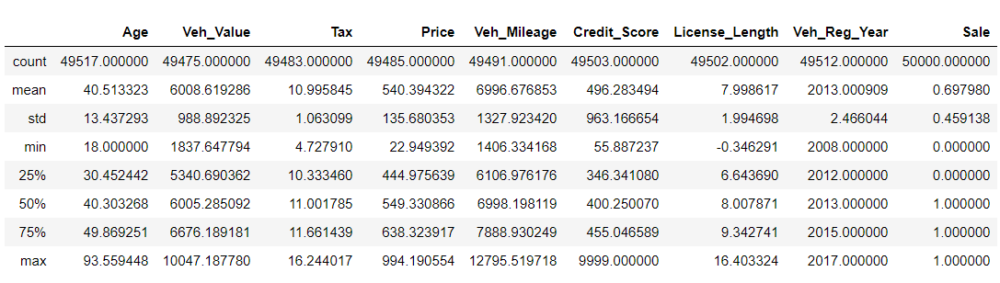 Age Veh_Value Tax Price Veh_Mileage Credit_Score License_Length Veh_Reg_Year Sale
count 49517.000000 49475.000000 49483.000000 49485.000000 49491.000000 49503.000000 49502.000000 49512.000000 50000.000000
mean 40.513323 6008.619286 10.995845 540.394322 6996.676853 496.283494 7.998617 2013.000909 0.697980
std 13.437293 988.892325 1.063099 135.680353 1327.923420 963.166654 1.994698 2.466044 0.459138
min 18.000000 1837.647794 4.727910 22.949392 1406.334168 55.887237 -0.346291 2008.000000 0.000000
25% 30.452442 5340.690362 10.333460 444.975639 6106.976176 346.341080 6.643690 2012.000000 0.000000
50% 40.303268 6005.285092 11.001785 549.330866 6998.198119 400.250070 8.007871 2013.000000 1.000000
75% 49.869251 6676.189181 11.661439 638.323917 7888.930249 455.046589 9.342741 2015.000000 1.000000
max 93.559448 10047.187780 16.244017 994.190554 12795.519718 9999.000000 16.403324 2017.000000 1.000000